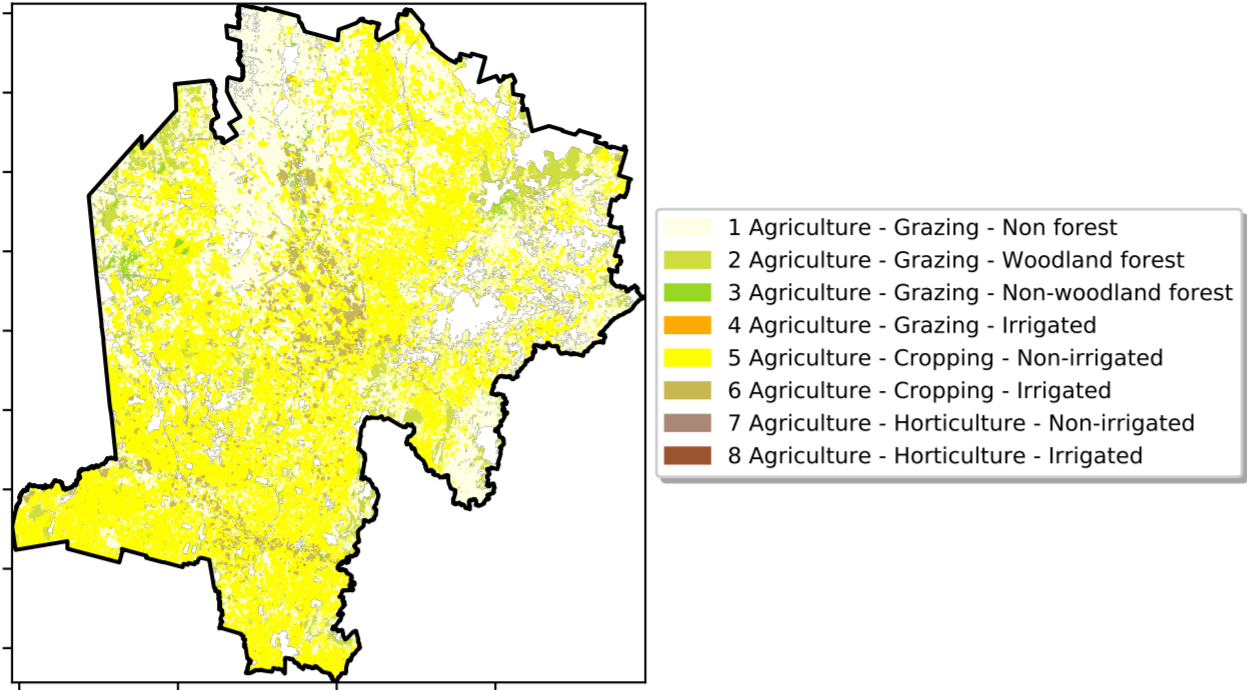 1 Agriculture - Grazing - Non forest
2 Agriculture - Grazing - Woodland forest
3 Agriculture - Grazing - Non-woodland forest
4 Agriculture - Grazing - Irrigated
5 Agriculture - Cropping - Non-irrigated
6 Agriculture - Cropping - Irrigated
7 Agriculture - Horticulture - Non-irrigated
8 Agriculture - Horticulture - Irrigated